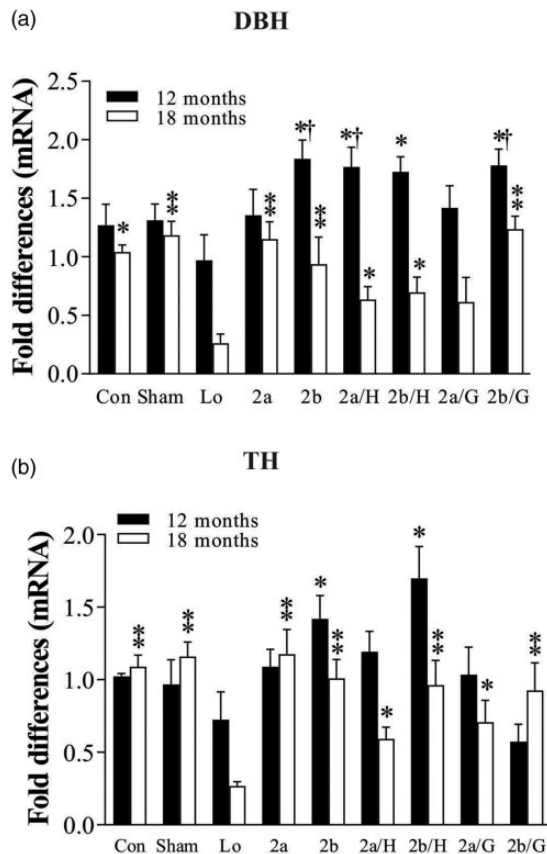 (a)
DBH
Fold differences (mRNA)
2.5
2.0
1.5
1.0
0.5
0.0
12 months
18 months
* ** ** *† ** *† * * * *† **
Con Sham Lo 2a 2b 2a/H 2b/H 2a/G 2b/G
(b)
TH
Fold differences (mRNA)
2.0
1.5
1.0
0.5
0.0
12 months
18 months
** ** ** * ** * * ** * **
Con Sham Lo 2a 2b 2a/H 2b/H 2a/G 2b/G